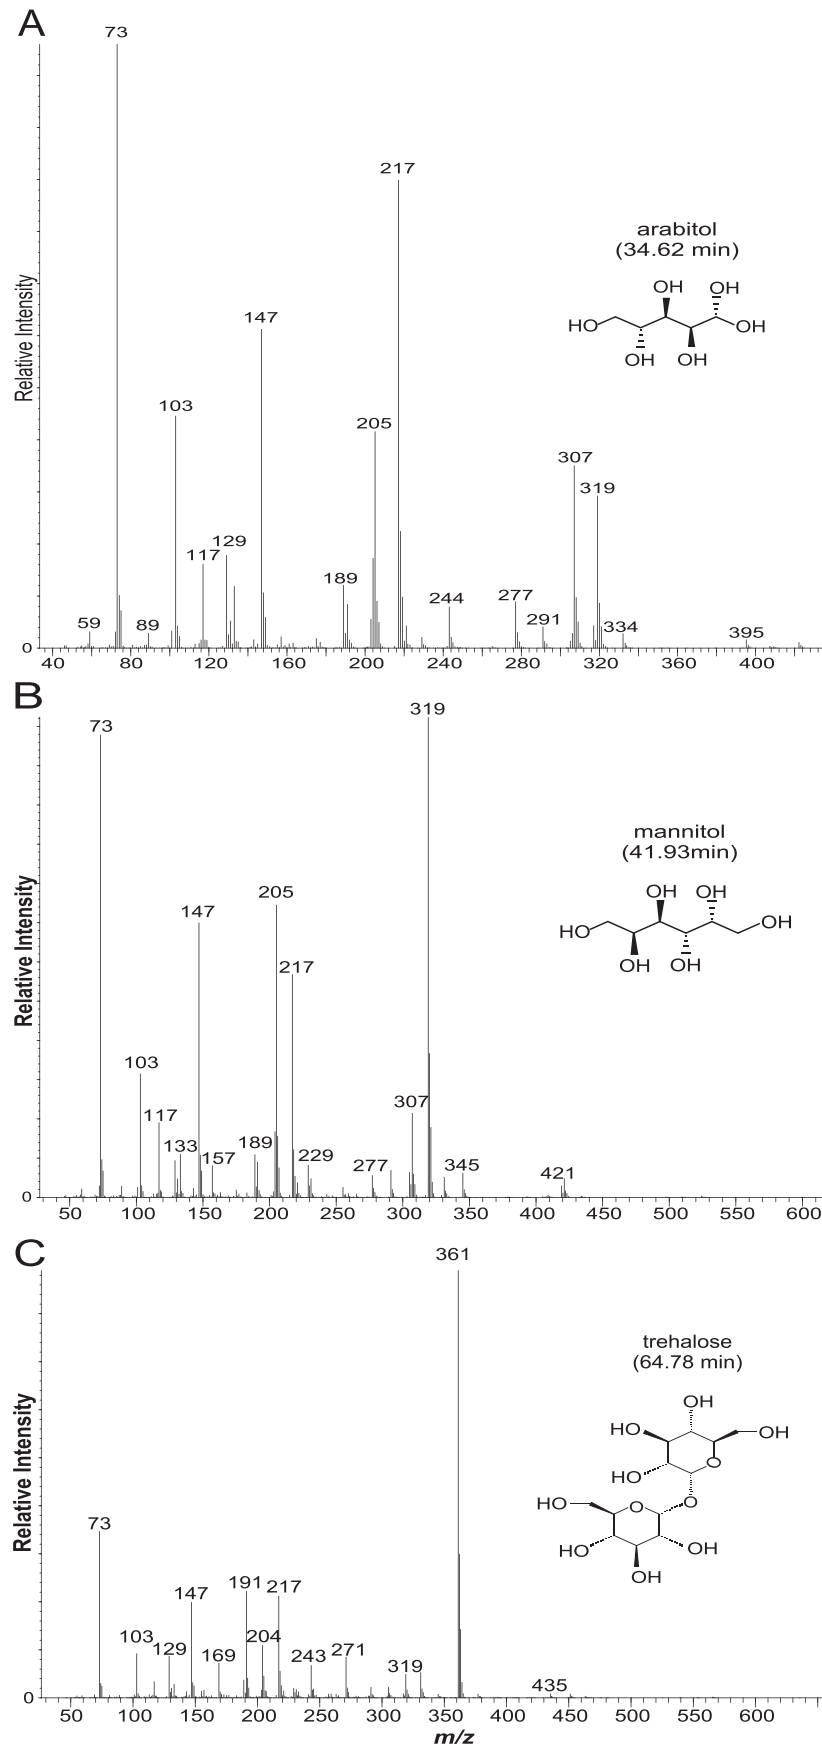 A
73
217
arabitol
(34.62 min)
OH
OH
HO
OH
OH
OH
147
103
205
307
319
129
117
189
244
277
291
334
59
89
395
Relative Intensity
0
40
80
120
160
200
240
280
320
360
400
B
319
73
mannitol
(41.93min)
OH
OH
HO
OH
OH
OH
205
147
217
103
307
117
133
157
189
229
277
345
421
Relative Intensity
0
50
100
150
200
250
300
350
400
450
500
550
600
C
361
trehalose
(64.78 min)
OH
HO
OH
O
HO
O
HO
O
HO
OH
OH
73
147
191
217
103
129
169
204
243
271
319
435
Relative Intensity
0
50
100
150
200
250
300
350
400
450
500
550
600
m/z